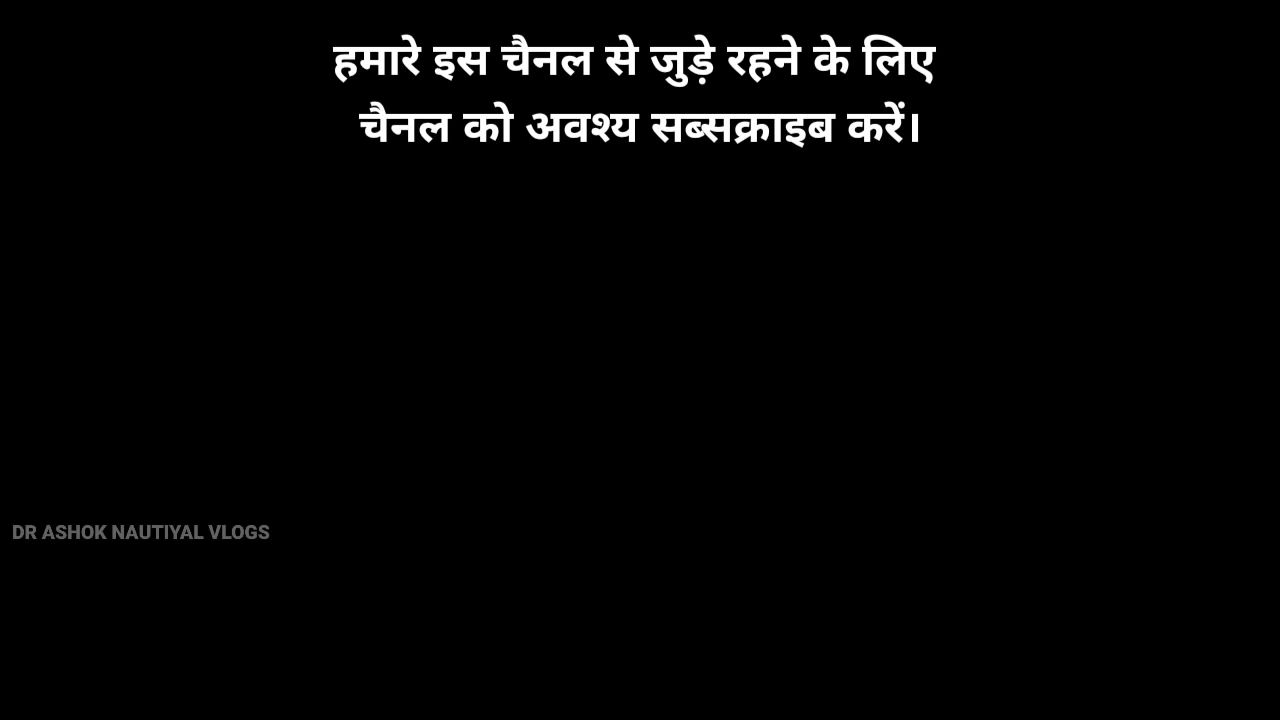 हमारे इस चैनल से जुड़े रहने के लिए
चैनल को अवश्य सब्सक्राइब करें।
DR ASHOK NAUTIYAL VLOGS